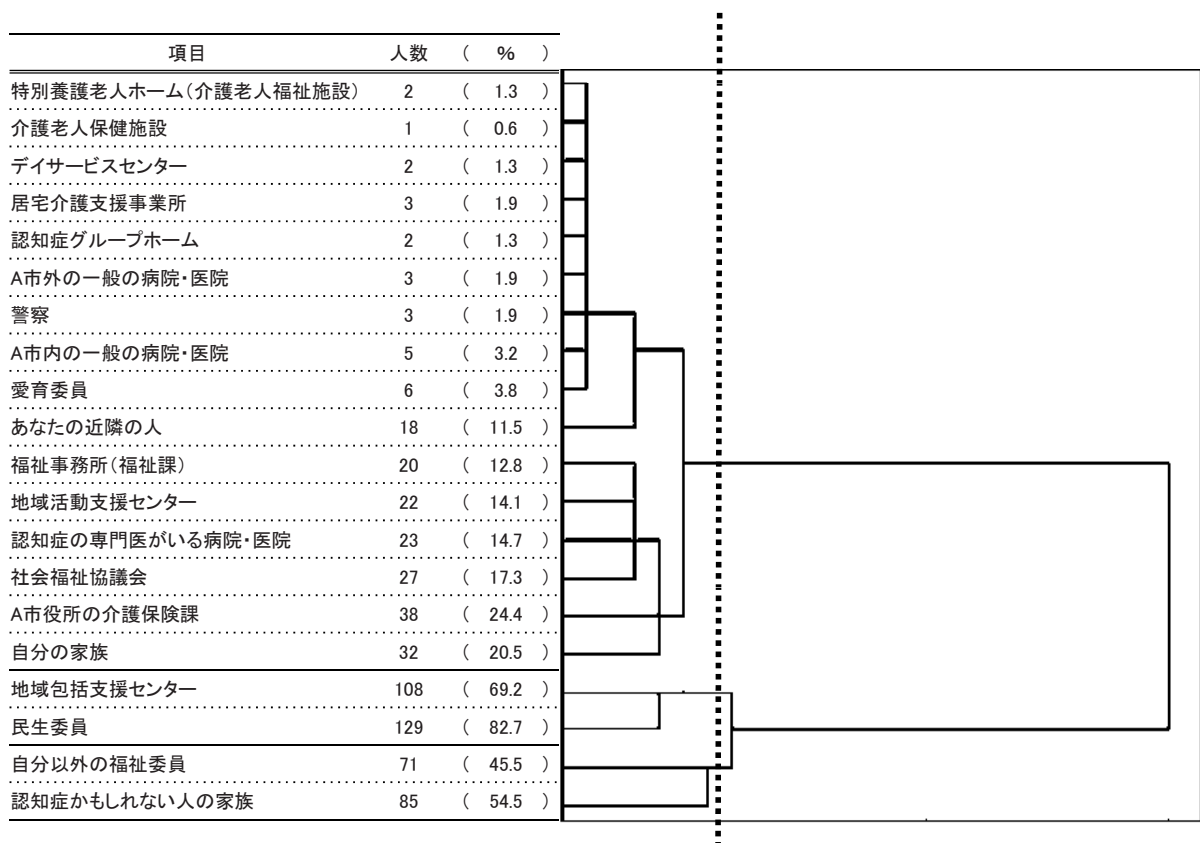 項目 人数 ( % )
特別養護老人ホーム(介護老人福祉施設) 2 ( 1.3 )
介護老人保健施設 1 ( 0.6 )
デイサービスセンター 2 ( 1.3 )
居宅介護支援事業所 3 ( 1.9 )
認知症グループホーム 2 ( 1.3 )
A市外の一般の病院・医院 3 ( 1.9 )
警察 3 ( 1.9 )
A市内の一般の病院・医院 5 ( 3.2 )
愛育委員 6 ( 3.8 )
あなたの近隣の人 18 ( 11.5 )
福祉事務所(福祉課) 20 ( 12.8 )
地域活動支援センター 22 ( 14.1 )
認知症の専門医がいる病院・医院 23 ( 14.7 )
社会福祉協議会 27 ( 17.3 )
A市役所の介護保険課 38 ( 24.4 )
自分の家族 32 ( 20.5 )
地域包括支援センター 108 ( 69.2 )
民生委員 129 ( 82.7 )
自分以外の福祉委員 71 ( 45.5 )
認知症かもしれない人の家族 85 ( 54.5 )